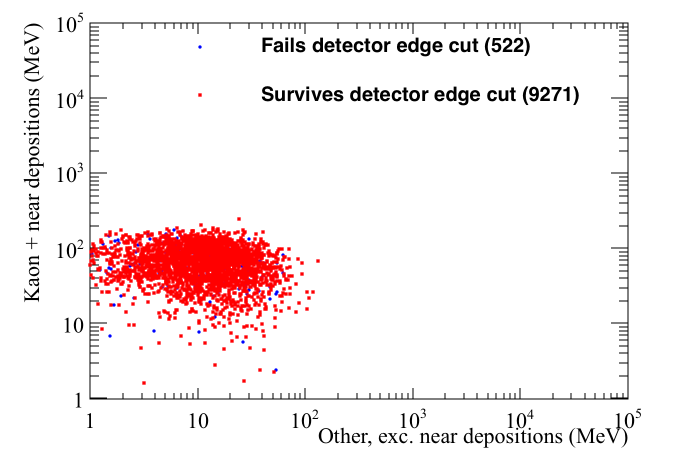 Kaon + near depositions (MeV)
10^5
Fails detector edge cut (522)
10^4
Survives detector edge cut (9271)
10^3
10^2
10
1
1 10 10^2 10^3 10^4 10^5
Other, exc. near depositions (MeV)